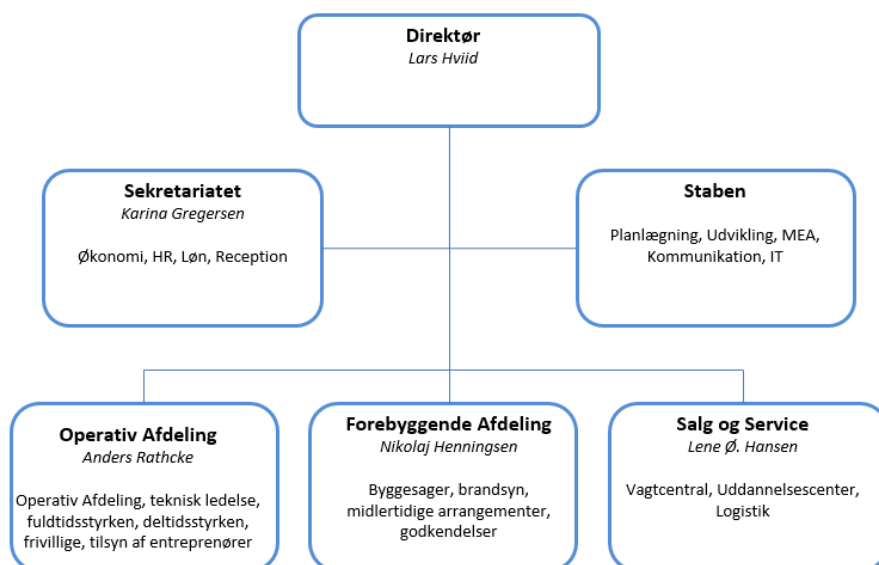 Direktør
Lars Hviid
Sekretariatet
Karina Gregersen
Økonomi, HR, Løn, Reception
Staben
Planlægning, Udvikling, MEA,
Kommunikation, IT
Operativ Afdeling
Anders Rathcke
Operativ Afdeling, teknisk ledelse,
fuldtidsstyrken, deltidsstyrken,
frivillige, tilsyn af entreprenører
Forebyggende Afdeling
Nikolaj Henningsen
Byggesager, brandsyn,
midlertidige arrangementer,
godkendelser
Salg og Service
Lene Ø. Hansen
Vagtcentral, Uddannelsescenter,
Logistik